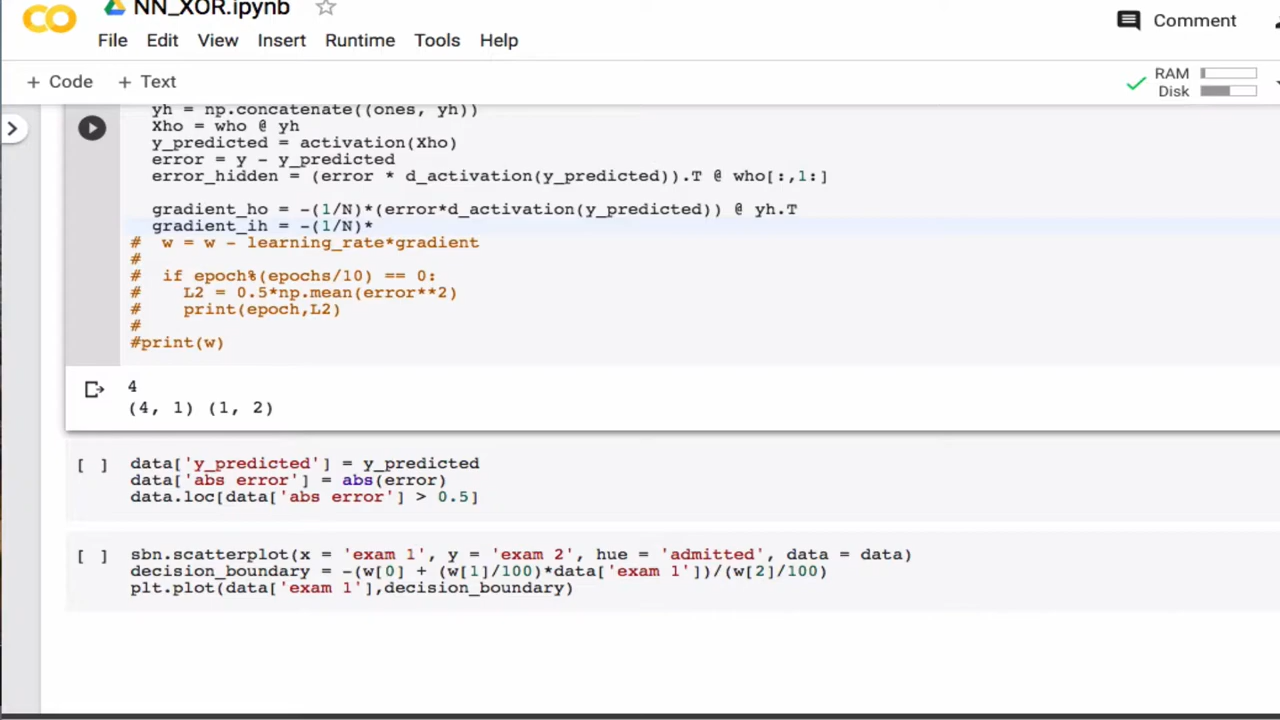 NN_XOR.ipynb
Comment
File Edit View Insert Runtime Tools Help
+ Code + Text
RAM
Disk
yh = np.concatenate((ones, yh))
Xho = who @ yh
y_predicted = activation(Xho)
error = y - y_predicted
error_hidden = (error * d_activation(y_predicted)).T @ who[:,1:]
gradient_ho = -(1/N)*(error*d_activation(y_predicted)) @ yh.T
gradient_ih = -(1/N)*
# w = w - learning_rate*gradient
#
# if epoch%(epochs/10) == 0:
# L2 = 0.5*np.mean(error**2)
# print(epoch,L2)
#
#print(w)
4
(4, 1) (1, 2)
[ ] data['y_predicted'] = y_predicted
data['abs error'] = abs(error)
data.loc[data['abs error'] > 0.5]
[ ] sbn.scatterplot(x = 'exam 1', y = 'exam 2', hue = 'admitted', data = data)
decision_boundary = -(w[0] + (w[1]/100)*data['exam 1'])/(w[2]/100)
plt.plot(data['exam 1'],decision_boundary)